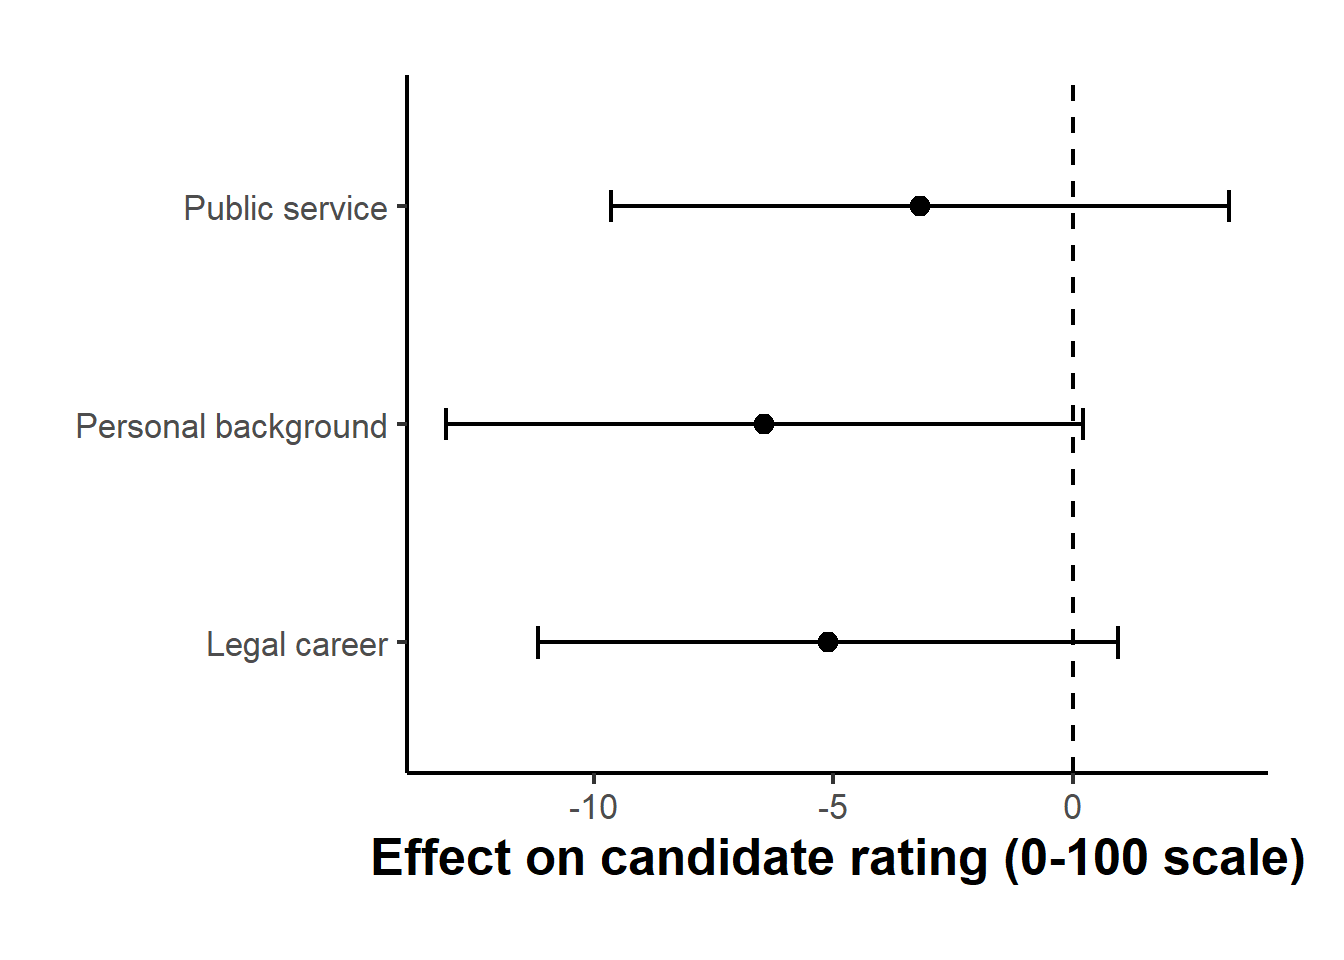 Public service
Personal background
Legal career
-10 -5 0
Effect on candidate rating (0-100 scale)